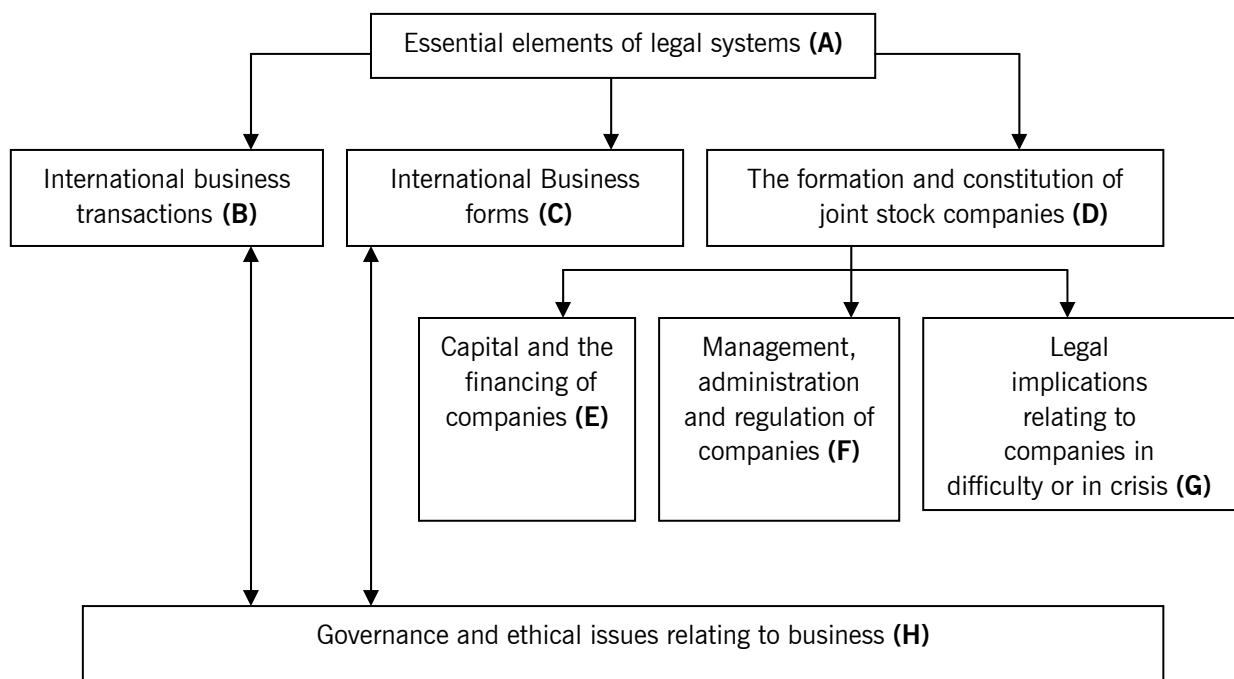 Essential elements of legal systems (A)
International business
transactions (B)
International Business
forms (C)
The formation and constitution of
joint stock companies (D)
Capital and the
financing of
companies (E)
Management,
administration
and regulation of
companies (F)
Legal
implications
relating to
companies in
difficulty or in crisis (G)
Governance and ethical issues relating to business (H)